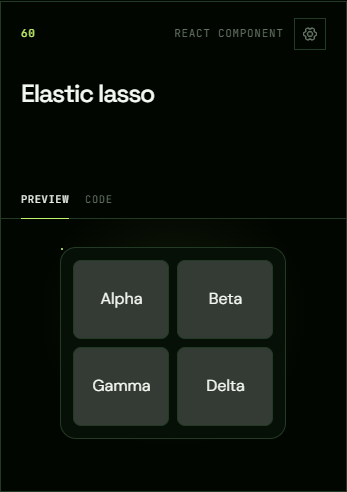 60 REACT COMPONENT
Elastic lasso
PREVIEW CODE
Alpha Beta
Gamma Delta